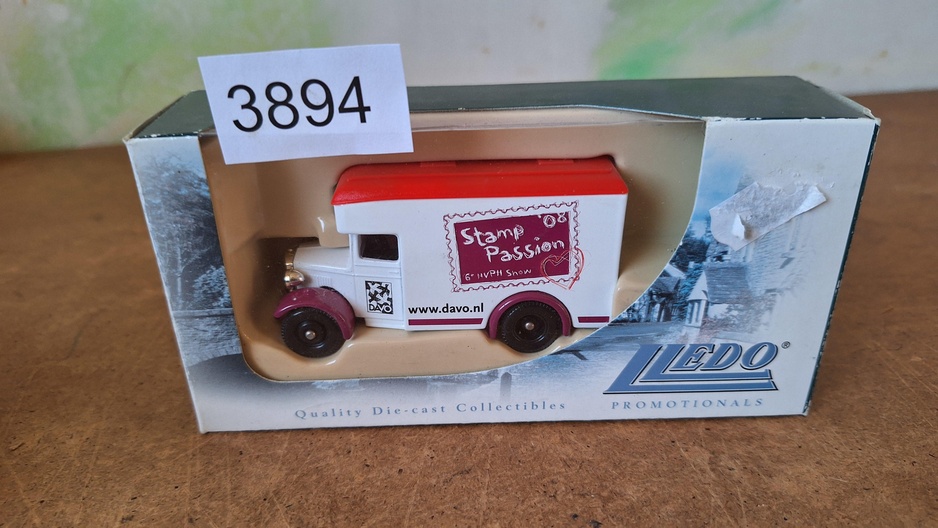 3894
Stamp '08
Passion
6e NVPH Show
DAVO
www.davo.nl
LLEDO®
PROMOTIONALS
Quality Die-cast Collectibles